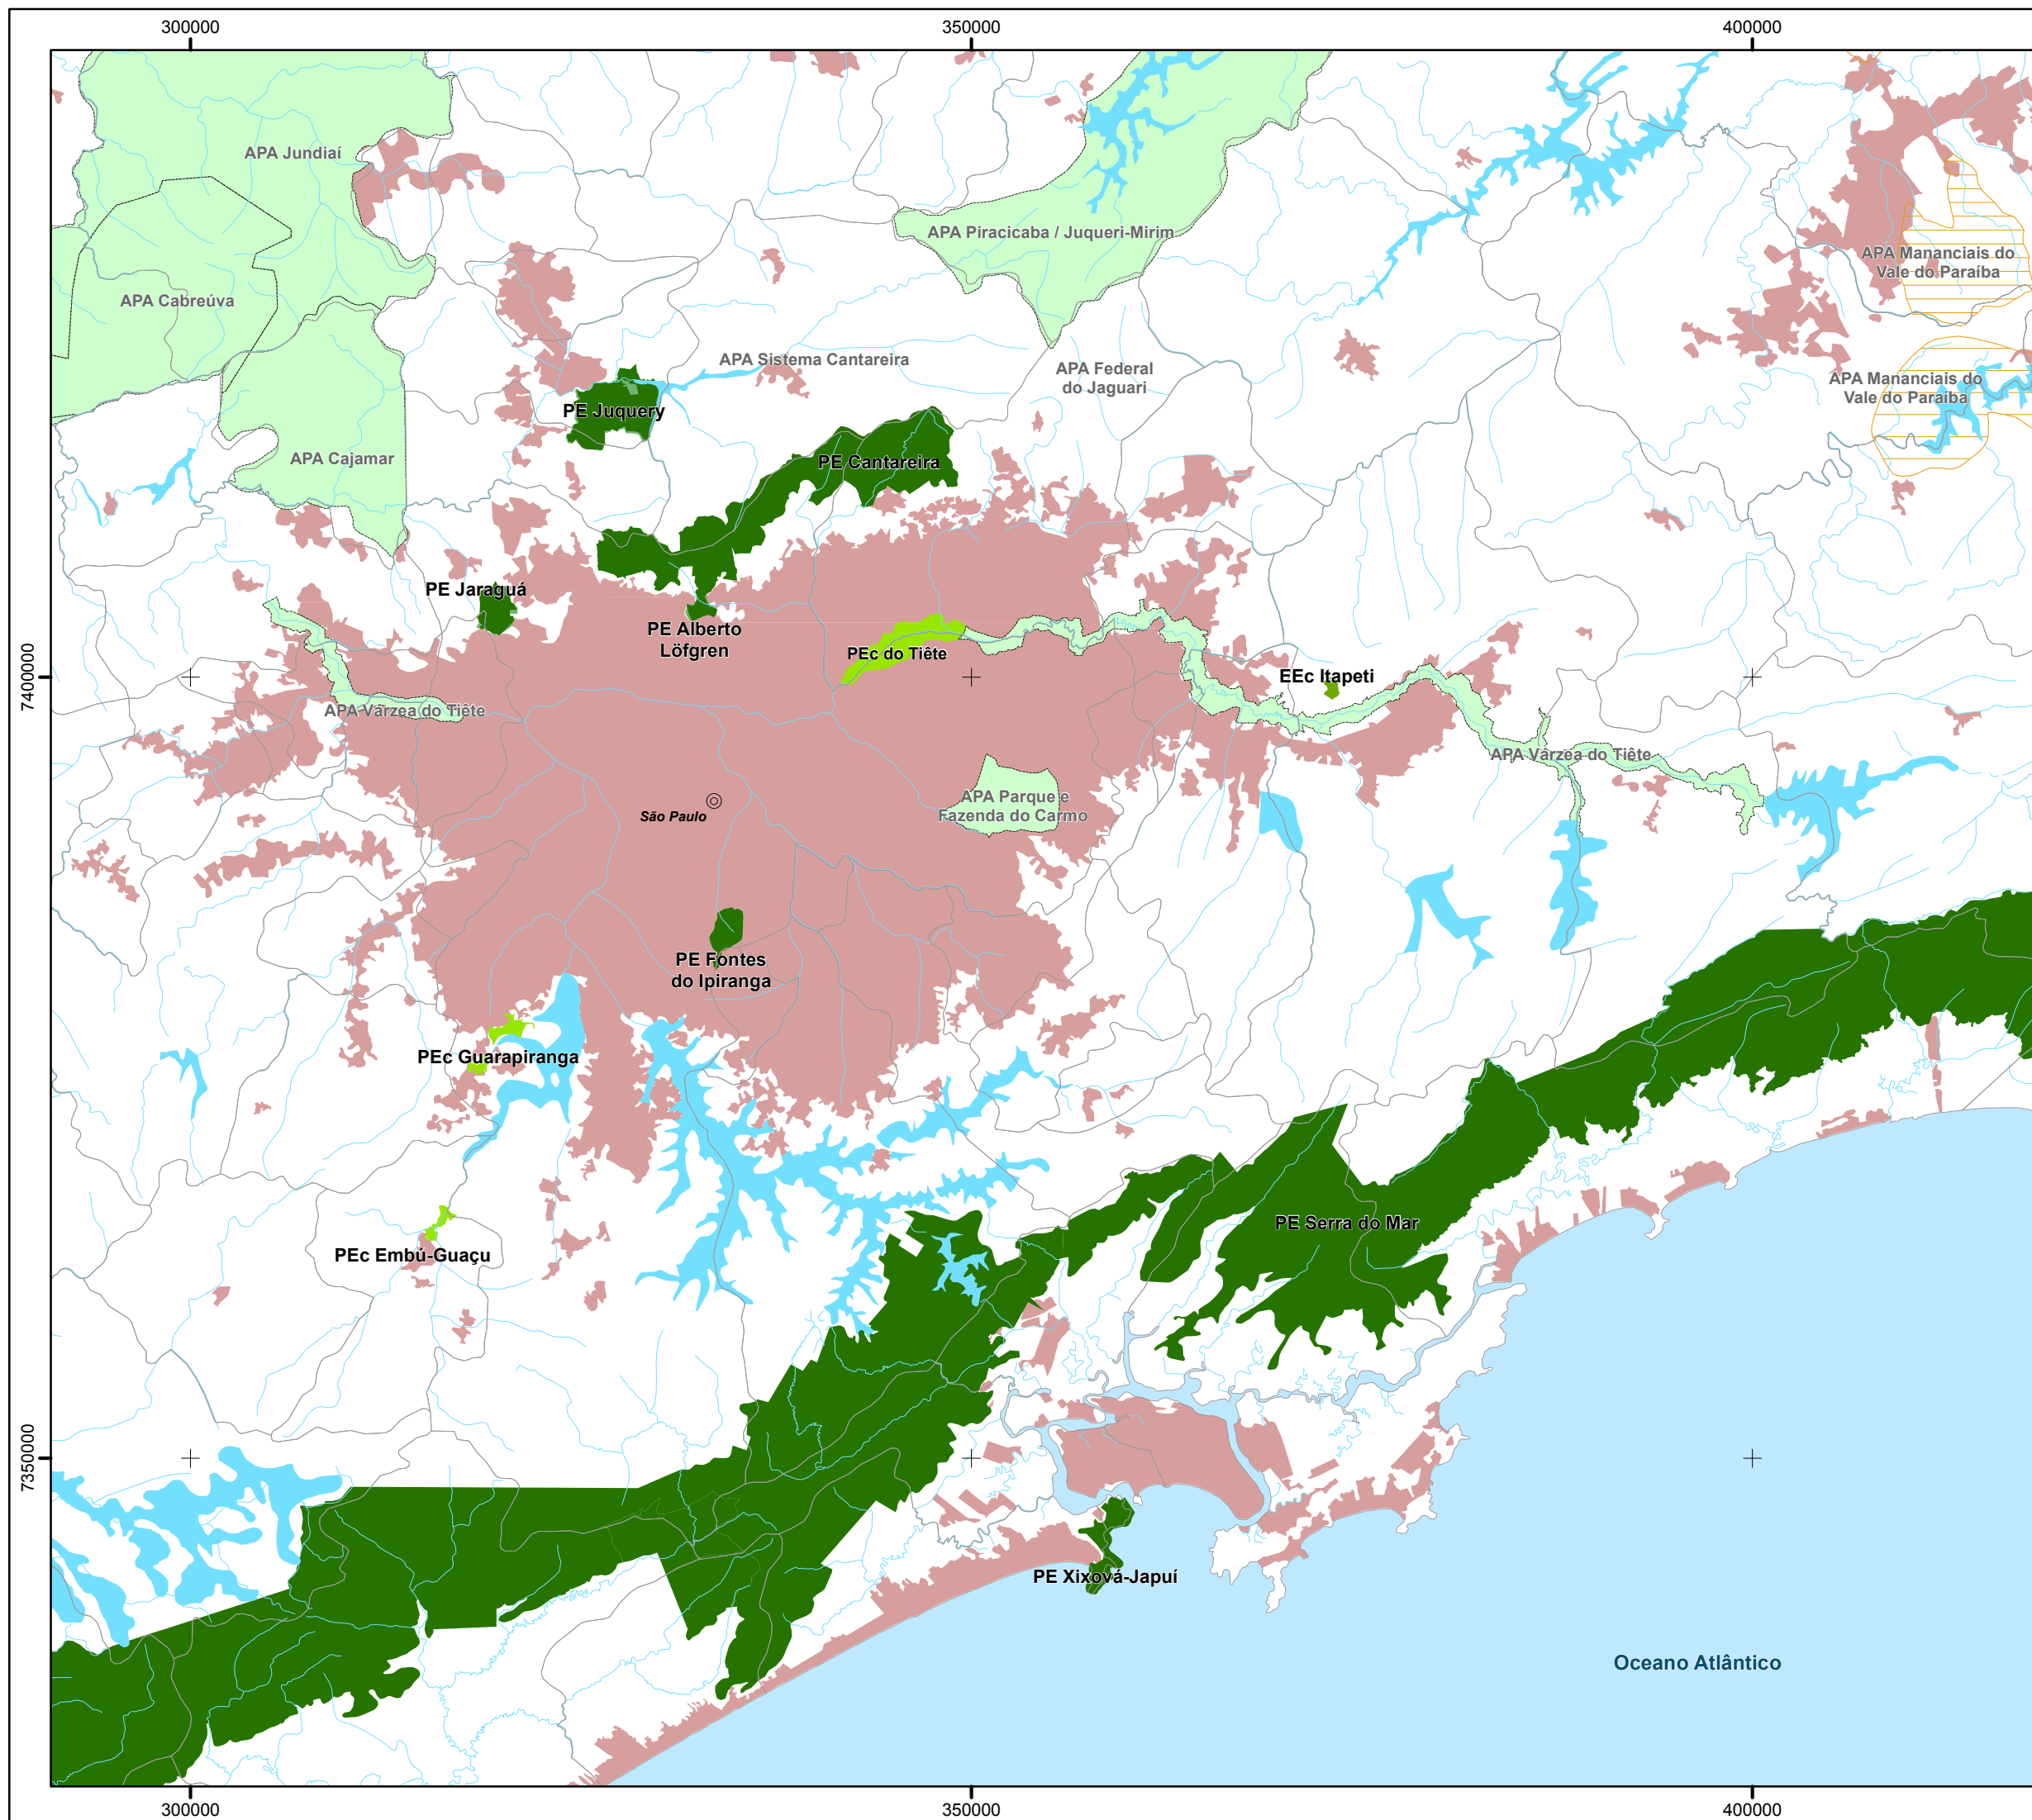 300000
350000
400000
APA Jundiaí
APA Piracicaba / Juqueri-Mirim
APA Mananciais do
Vale do Paraíba
APA Cabreúva
APA Sistema Cantareira
APA Federal
do Jaguari
APA Mananciais do
Vale do Paraiba
PE Juquery
APA Cajamar
PE Cantareira
PE Jaraguá
PE Alberto
Löfgren
PEc do Tiête
7400000
EEc Itapeti
APA Várzea do Tiête
APA Várzea do Tiête
São Paulo
APA Parque e
Fazenda do Carmo
PE Fontes
do Ipiranga
PEc Guarapiranga
PE Serra do Mar
PEc Embú-Guaçu
7350000
PE Xixová-Japuí
Oceano Atlântico
300000
350000
400000